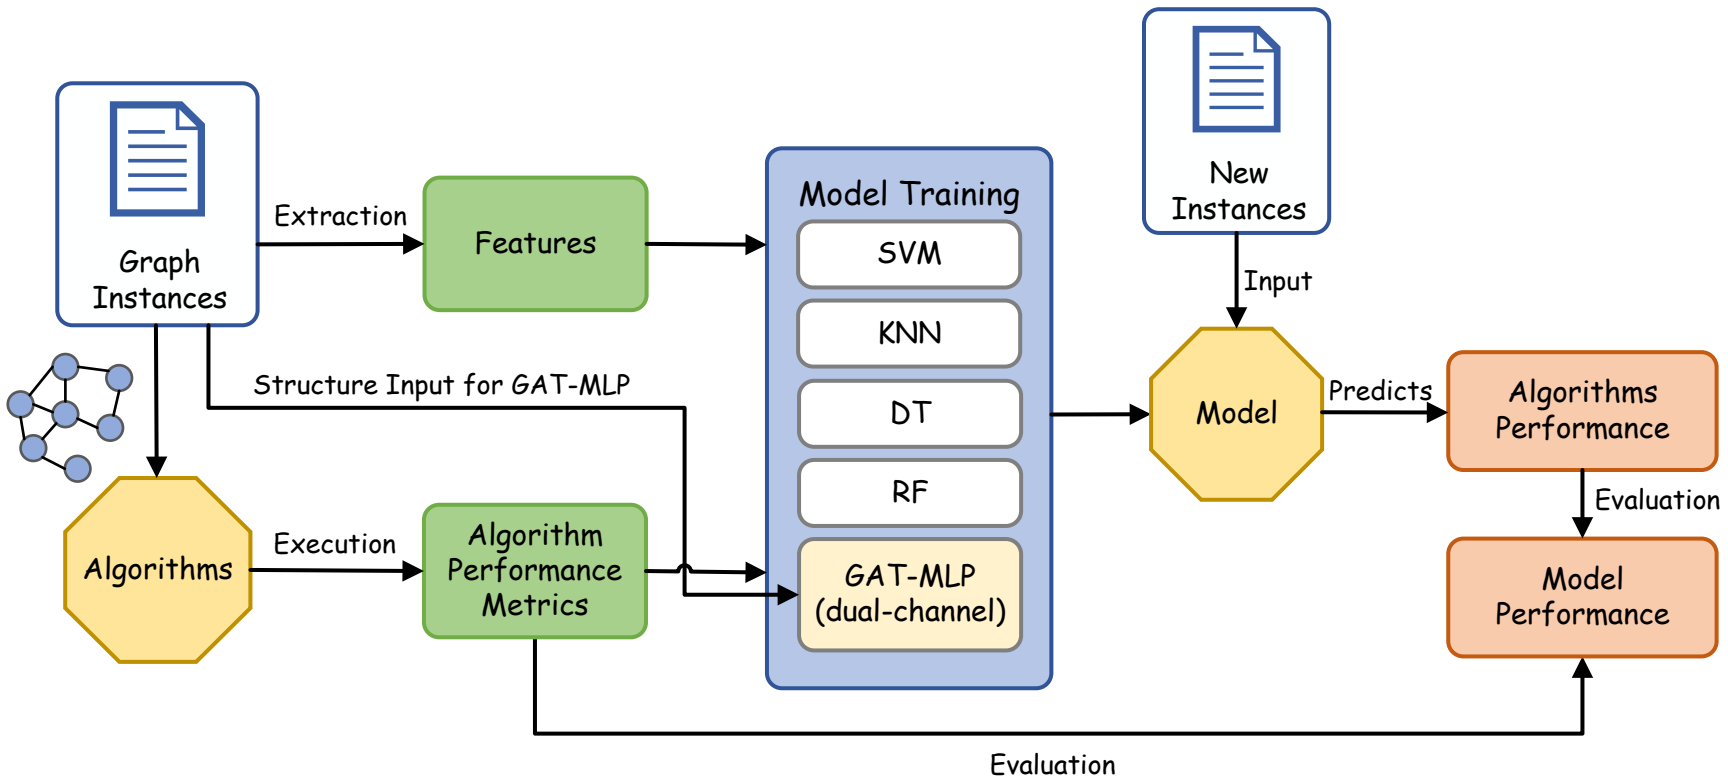 Graph
Instances
Extraction
Features
Structure Input for GAT-MLP
Algorithms
Execution
Algorithm
Performance
Metrics
Model Training
SVM
KNN
DT
RF
GAT-MLP
(dual-channel)
New
Instances
Input
Model
Predicts
Algorithms
Performance
Evaluation
Model
Performance
Evaluation